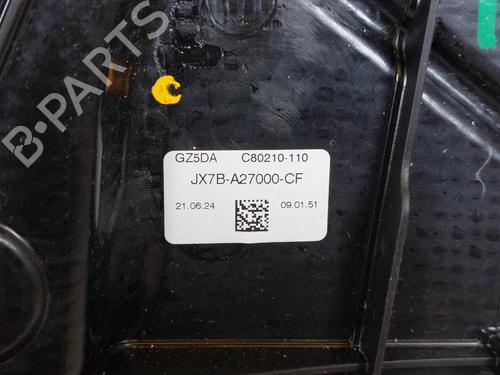 B-PARTS
GZ5DA C80210-110
JX7B-A27000-CF
21.06.24 09.01.51